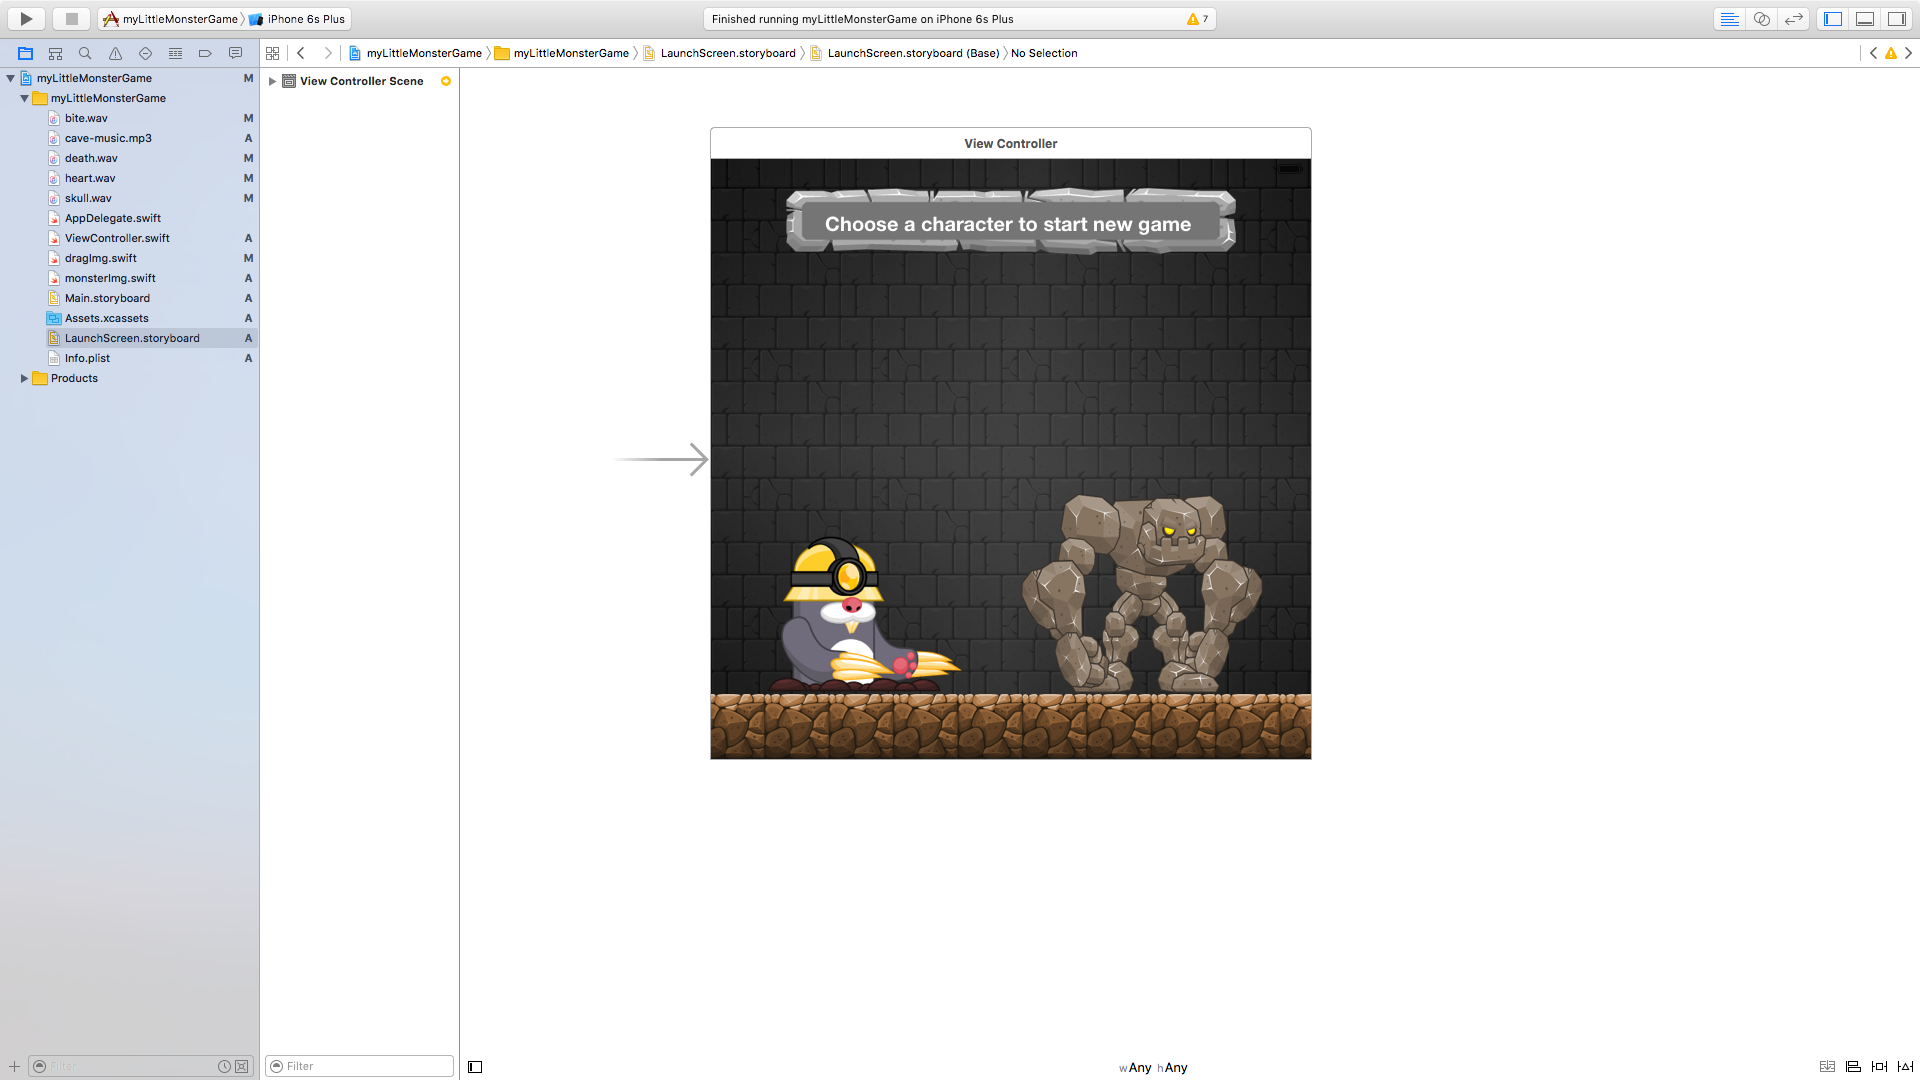 myLittleMonsterGame iPhone 6s Plus
Finished running myLittleMonsterGame on iPhone 6s Plus 7
myLittleMonsterGame myLittleMonsterGame LaunchScreen.storyboard LaunchScreen.storyboard (Base) No Selection
myLittleMonsterGame M
myLittleMonsterGame
bite.wav M
cave-music.mp3 A
death.wav M
heart.wav M
skull.wav M
AppDelegate.swift
ViewController.swift A
dragImg.swift M
monsterImg.swift A
Main.storyboard A
Assets.xcassets A
LaunchScreen.storyboard A
Info.plist A
Products
Filter
View Controller Scene
Filter
View Controller
Choose a character to start new game
wAny hAny